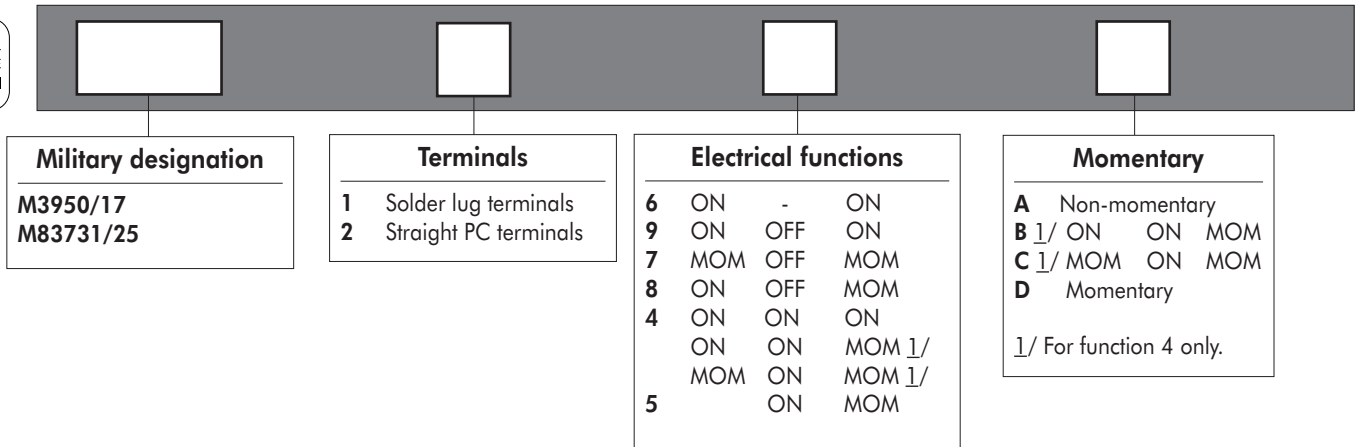 Military designation
M3950/17
M83731/25
Terminals
1 Solder lug terminals
2 Straight PC terminals
Electrical functions
6 ON - ON
9 ON OFF ON
7 MOM OFF MOM
8 ON OFF MOM
4 ON ON ON
ON ON MOM 1/
MOM ON MOM 1/
5 ON MOM
Momentary
A Non-momentary
B 1/ ON ON MOM
C 1/ MOM ON MOM
D Momentary
1/ For function 4 only.